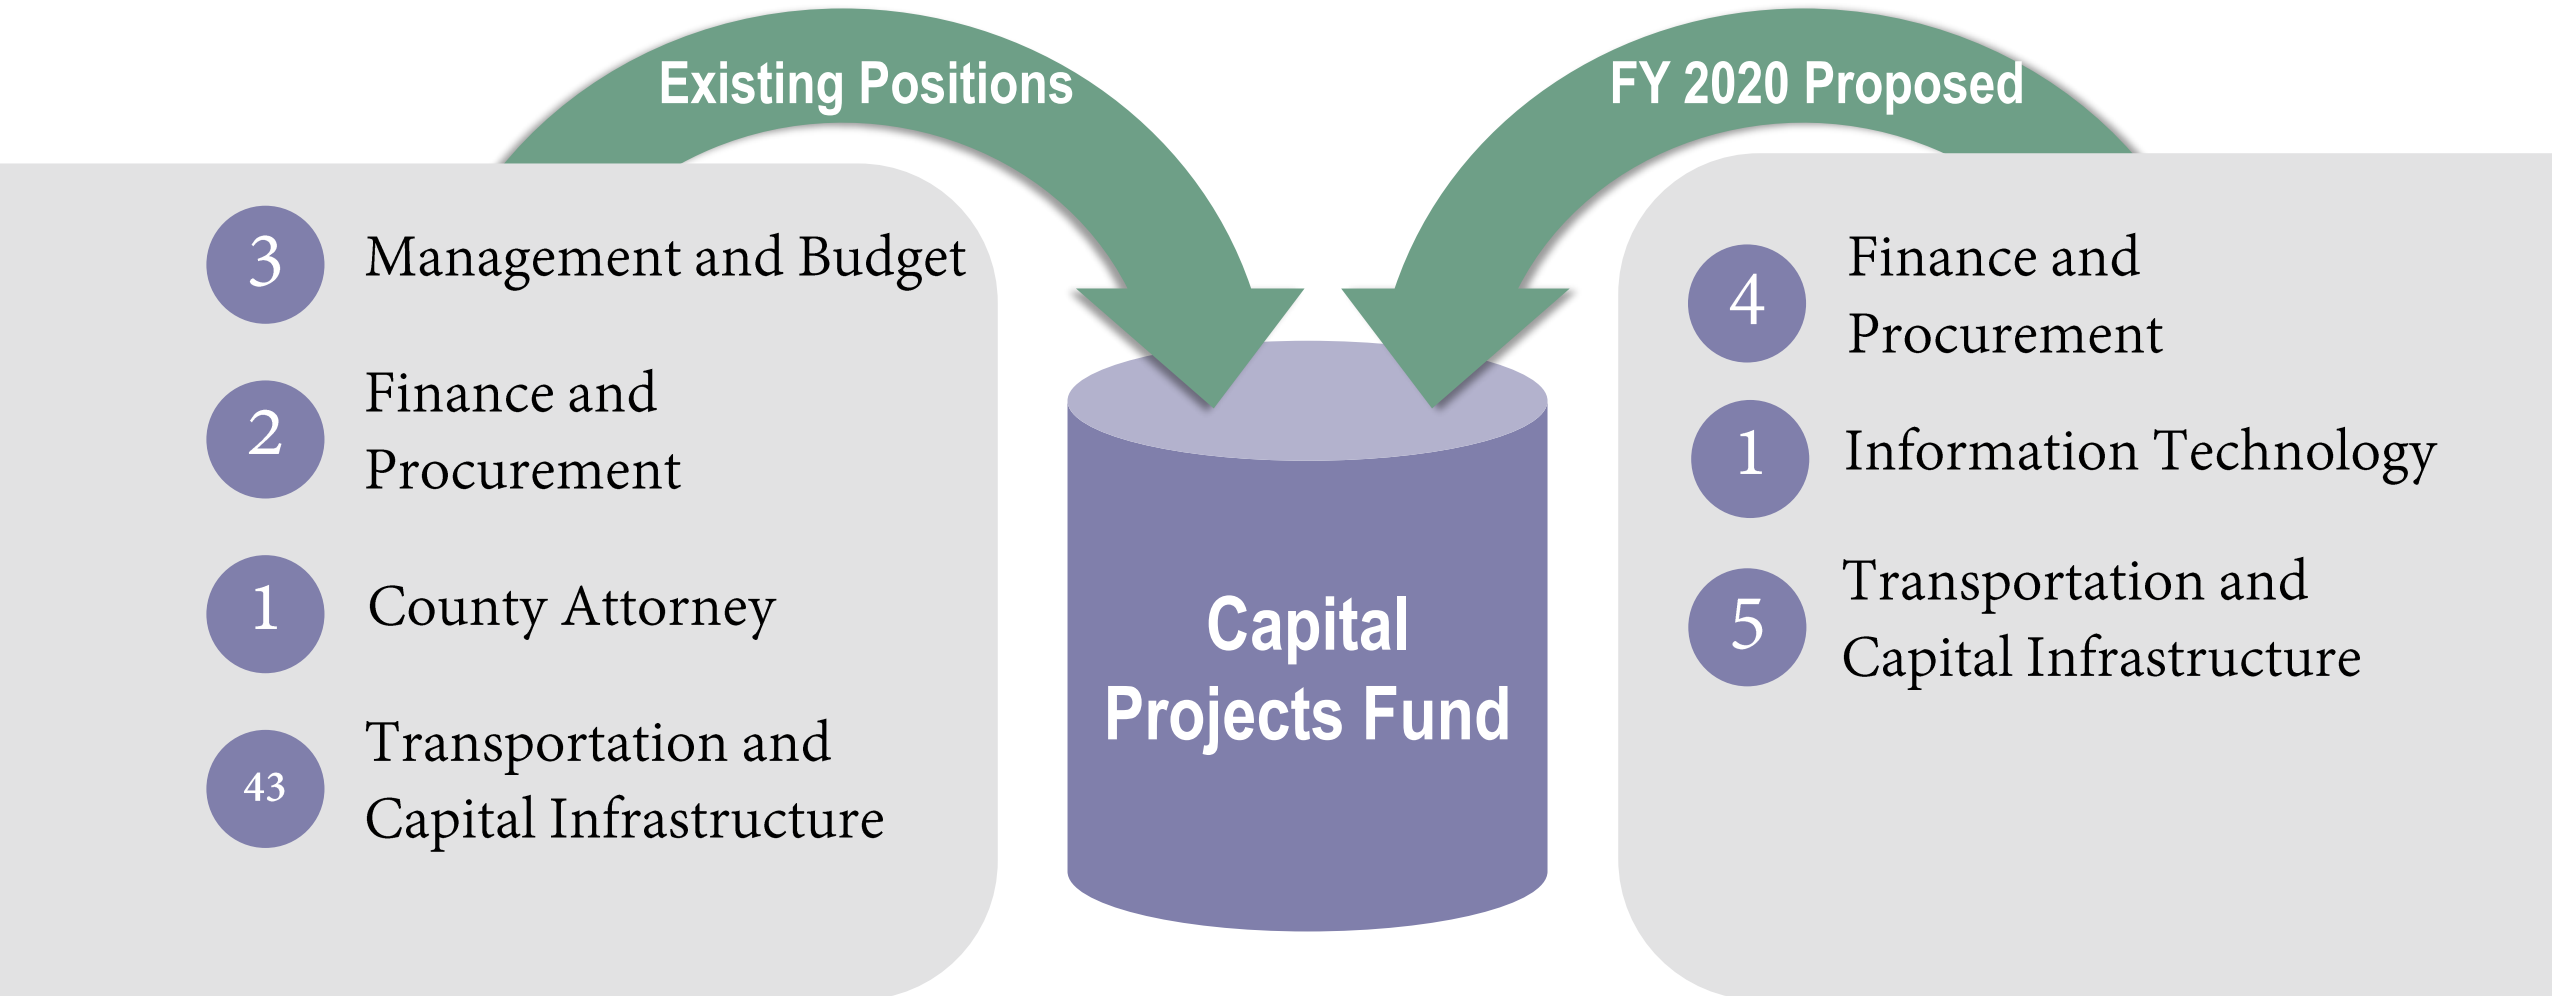 Existing Positions
3
Management and Budget
2
Finance and
Procurement
1
County Attorney
43
Transportation and
Capital Infrastructure
Capital
Projects Fund
FY 2020 Proposed
4
Finance and
Procurement
1
Information Technology
5
Transportation and
Capital Infrastructure